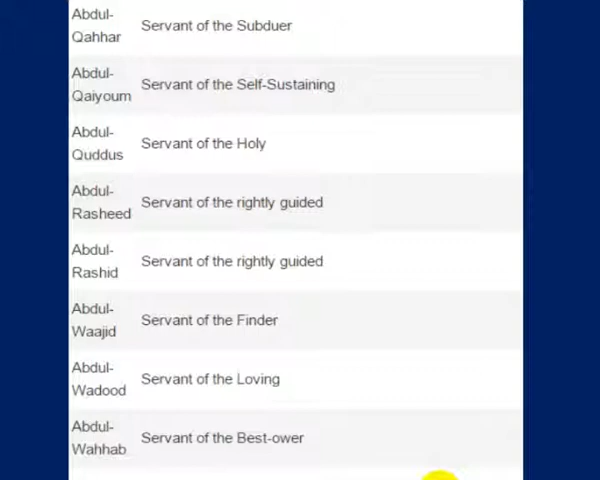 Abdul-
Qahhar
Servant of the Subduer
Abdul-
Qaiyoum
Servant of the Self-Sustaining
Abdul-
Quddus
Servant of the Holy
Abdul-
Rasheed
Servant of the rightly guided
Abdul-
Rashid
Servant of the rightly guided
Abdul-
Waajid
Servant of the Finder
Abdul-
Wadood
Servant of the Loving
Abdul-
Wahhab
Servant of the Best-ower